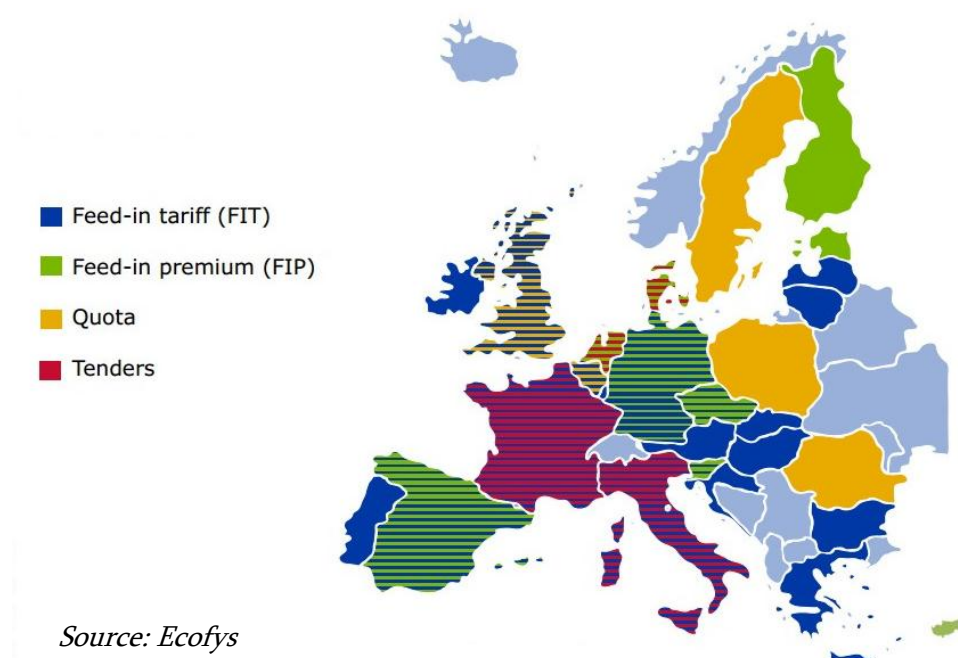 Feed-in tariff (FIT)
Feed-in premium (FIP)
Quota
Tenders
Source: Ecofys